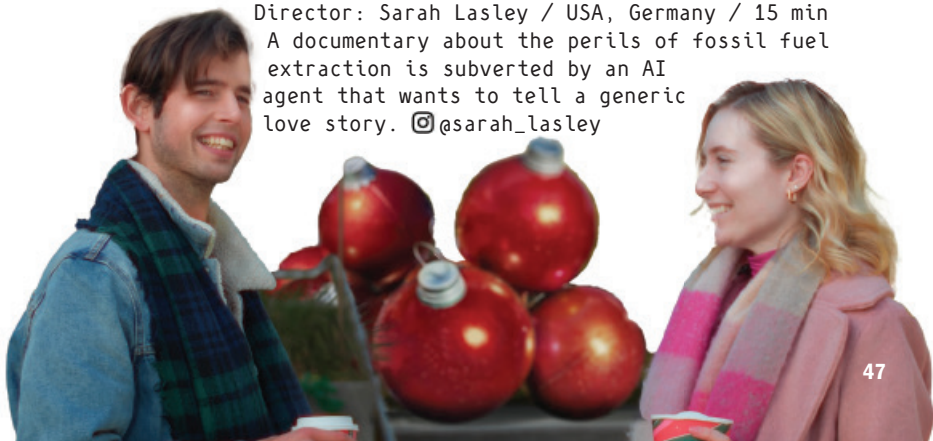 Director: Sarah Lasley / USA, Germany / 15 min
A documentary about the perils of fossil fuel
extraction is subverted by an AI
agent that wants to tell a generic
love story. @sarah_lasley
47